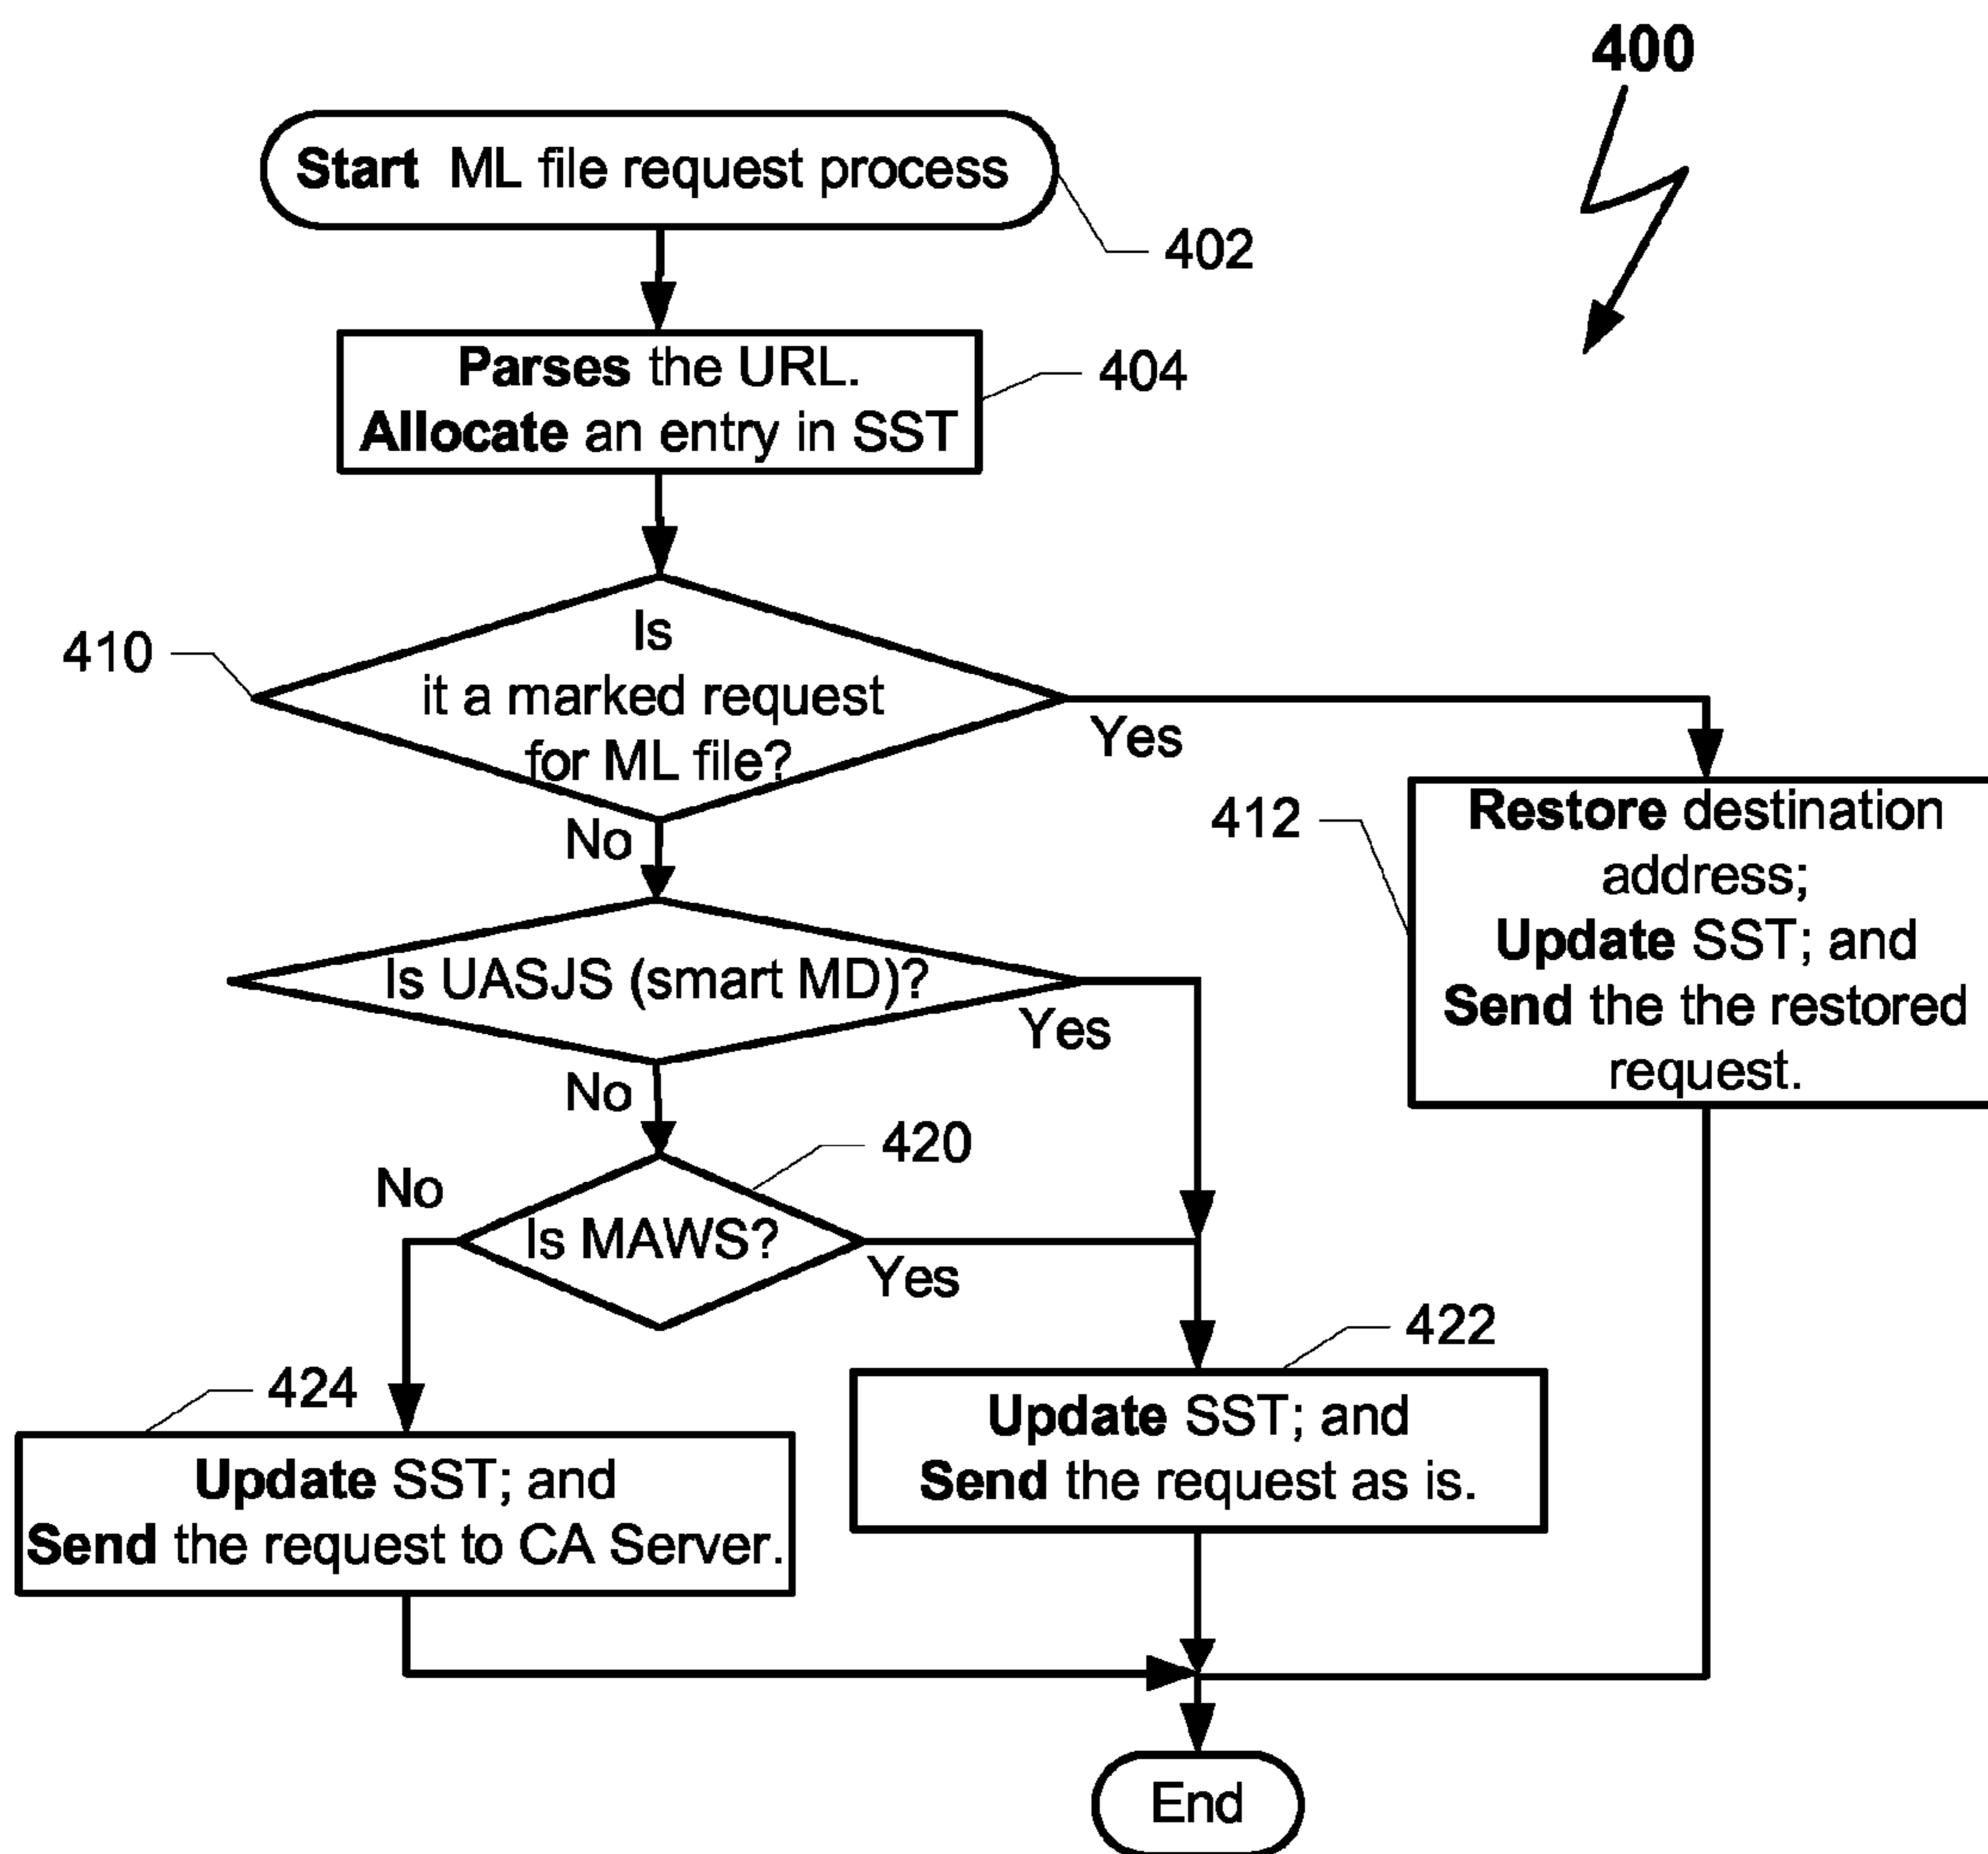 400
Start ML file request process
402
Parses the URL.
Allocate an entry in SST
404
Is
it a marked request
for ML file?
410
Yes
No
412
Restore destination
address;
Update SST; and
Send the the restored
request.
Is UASJS (smart MD)?
Yes
No
420
No
Is MAWS?
Yes
422
424
Update SST; and
Send the request as is.
Update SST; and
Send the request to CA Server.
End